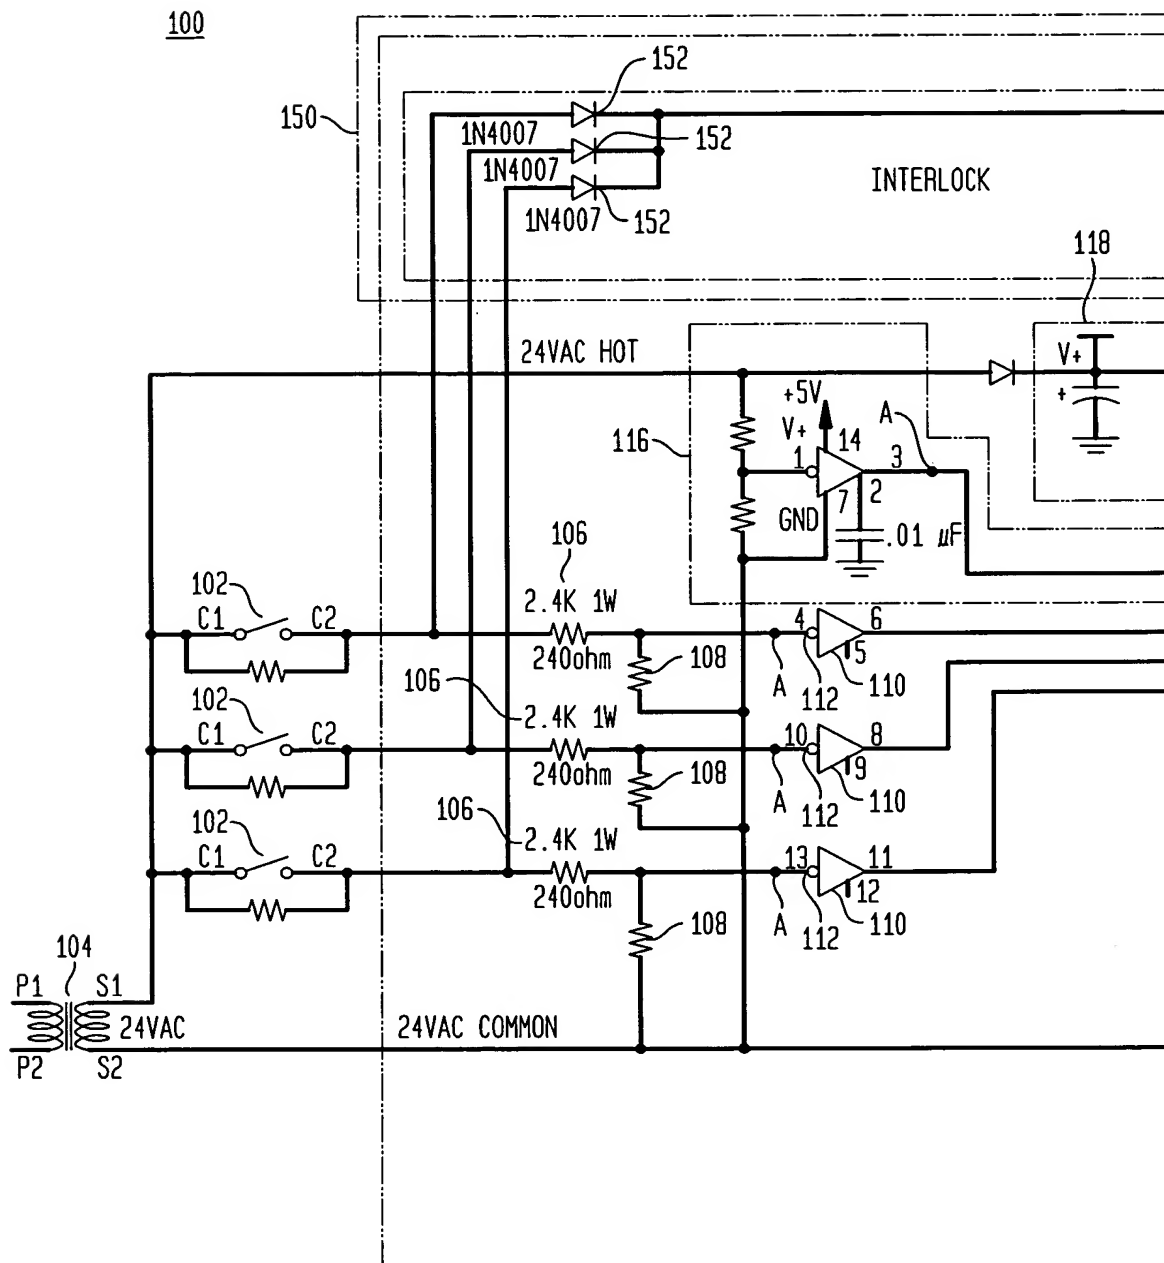 100
152
150
1N4007
152
1N4007
INTERLOCK
1N4007
152
118
24VAC HOT
V+
+5V
A
+
V+
116
14
1
3
7
2
GND
.01 µF
106
102
2.4K 1W
C1
C2
4
6
5
240ohm
108
A
112
110
106
102
2.4K 1W
C1
C2
10
8
9
240ohm
108
A
112
110
106
102
2.4K 1W
C1
C2
13
11
12
240ohm
108
A
112
110
104
P1
S1
24VAC
24VAC COMMON
P2
S2